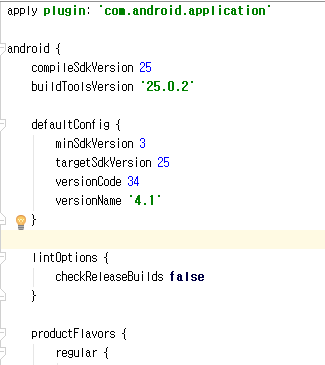 apply plugin: 'com.android.application'
android {
compileSdkVersion 25
buildToolsVersion '25.0.2'
defaultConfig {
minSdkVersion 3
targetSdkVersion 25
versionCode 34
versionName '4.1'
}
lintOptions {
checkReleaseBuilds false
}
productFlavors {
regular {